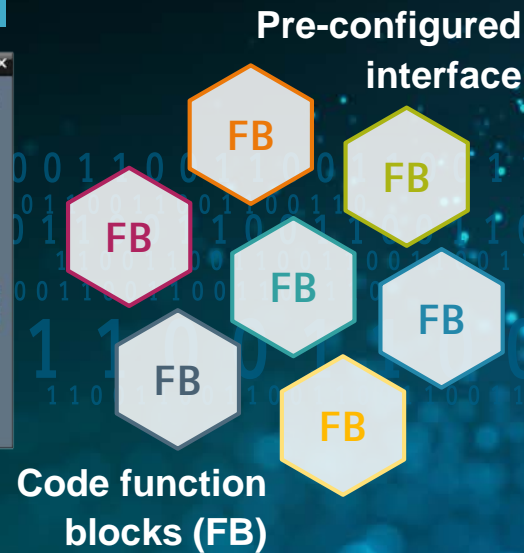 Pre-configured
interface
FB
FB
FB
FB
FB
FB
FB
Code function
blocks (FB)